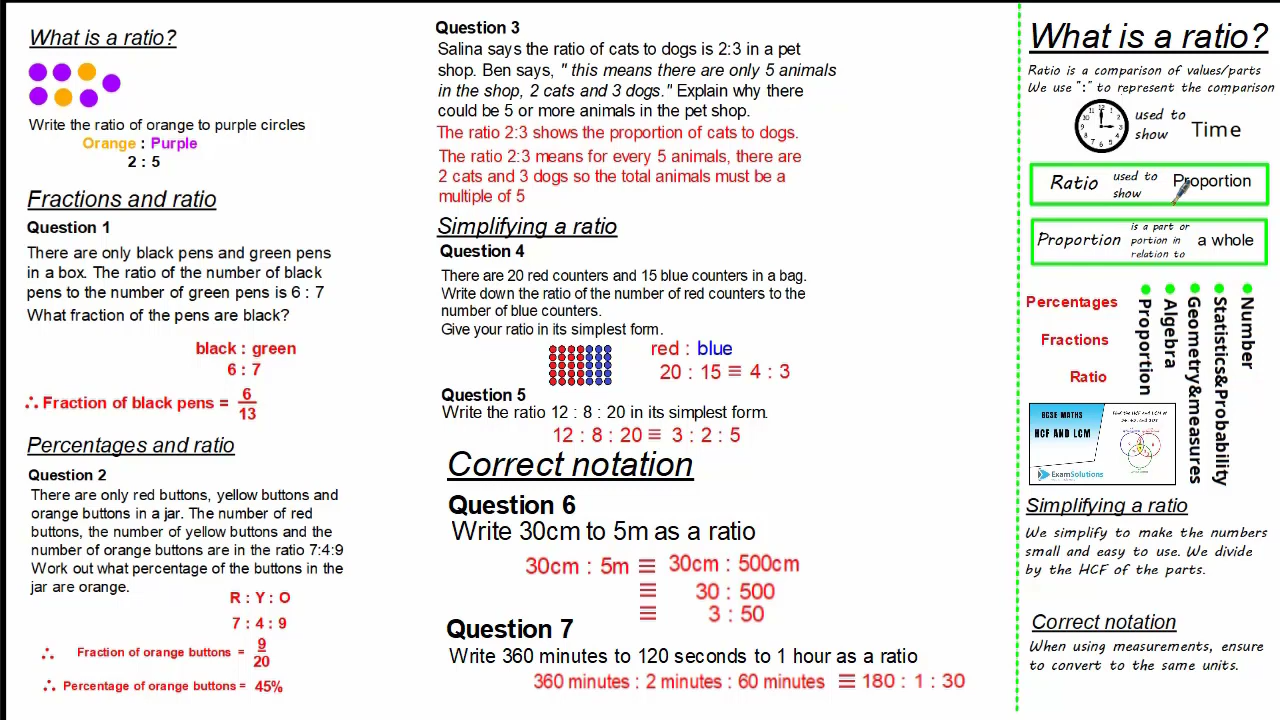 What is a ratio?
Write the ratio of orange to purple circles
Orange : Purple
2 : 5
Fractions and ratio
Question 1
There are only black pens and green pens
in a box. The ratio of the number of black
pens to the number of green pens is 6 : 7
What fraction of the pens are black?
black : green
6 : 7
∴ Fraction of black pens = 6/13
Percentages and ratio
Question 2
There are only red buttons, yellow buttons and
orange buttons in a jar. The number of red
buttons, the number of yellow buttons and the
number of orange buttons are in the ratio 7:4:9
Work out what percentage of the buttons in the
jar are orange.
R : Y : O
7 : 4 : 9
∴ Fraction of orange buttons = 9/20
∴ Percentage of orange buttons = 45%
Question 3
Salina says the ratio of cats to dogs is 2:3 in a pet
shop. Ben says, " this means there are only 5 animals
in the shop, 2 cats and 3 dogs." Explain why there
could be 5 or more animals in the pet shop.
The ratio 2:3 shows the proportion of cats to dogs.
The ratio 2:3 means for every 5 animals, there are
2 cats and 3 dogs so the total animals must be a
multiple of 5
Simplifying a ratio
Question 4
There are 20 red counters and 15 blue counters in a bag.
Write down the ratio of the number of red counters to the
number of blue counters.
Give your ratio in its simplest form.
red : blue
20 : 15 ≡ 4 : 3
Question 5
Write the ratio 12 : 8 : 20 in its simplest form.
12 : 8 : 20 ≡ 3 : 2 : 5
Correct notation
Question 6
Write 30cm to 5m as a ratio
30cm : 5m ≡ 30cm : 500cm
≡ 30 : 500
≡ 3 : 50
Question 7
Write 360 minutes to 120 seconds to 1 hour as a ratio
360 minutes : 2 minutes : 60 minutes ≡ 180 : 1 : 30
What is a ratio?
Ratio is a comparison of values/parts
We use ":" to represent the comparison
used to show Time
Ratio used to show Proportion
Proportion is a part or portion in relation to a whole
Percentages
Fractions
Ratio
Proportion
Algebra
Geometry&measures
Statistics&Probability
Number
GCSE MATHS
HCF AND LCM
ExamSolutions
Simplifying a ratio
We simplify to make the numbers
small and easy to use. We divide
by the HCF of the parts.
Correct notation
When using measurements, ensure
to convert to the same units.